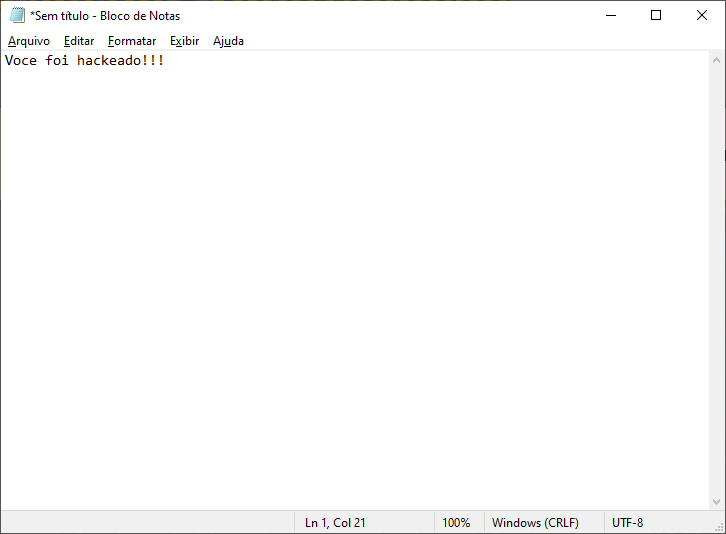 *Sem título - Bloco de Notas
Arquivo Editar Formatar Exibir Ajuda
Voce foi hackeado!!!
Ln 1, Col 21 100% Windows (CRLF) UTF-8